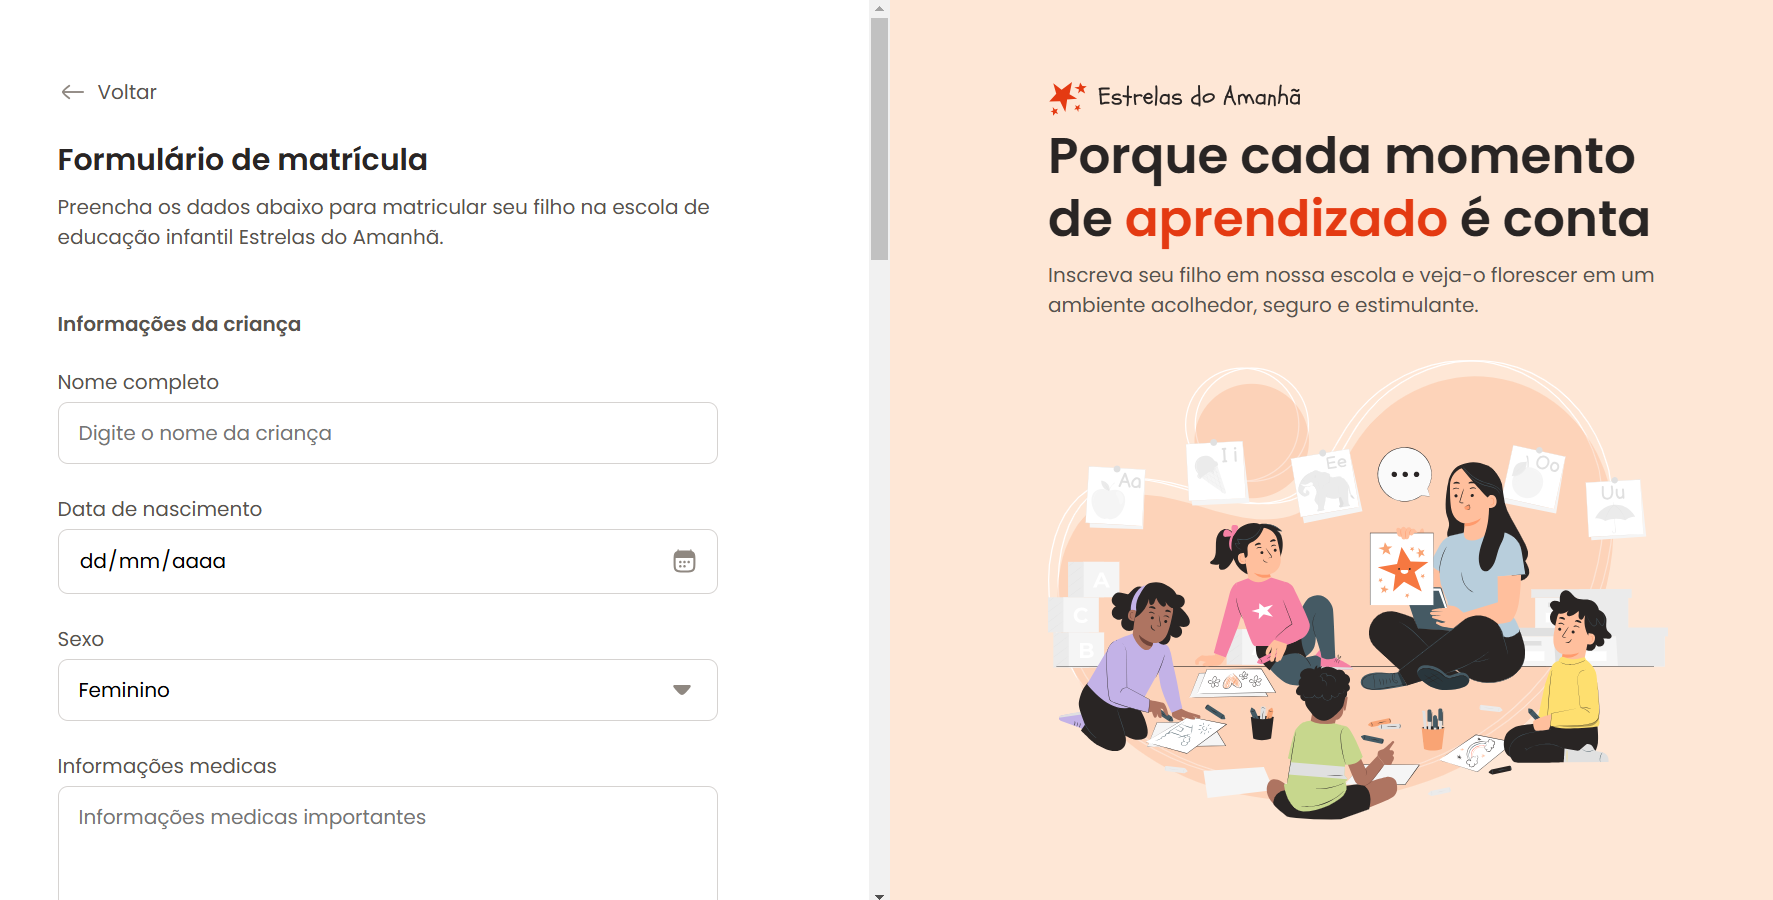 Voltar
Formulário de matrícula
Preencha os dados abaixo para matricular seu filho na escola de
educação infantil Estrelas do Amanhã.
Informações da criança
Nome completo
Digite o nome da criança
Data de nascimento
dd/mm/aaaa
Sexo
Feminino
Informações medicas
Informações medicas importantes
Estrelas do Amanhã
Porque cada momento
de aprendizado é conta
Inscreva seu filho em nossa escola e veja-o florescer em um
ambiente acolhedor, seguro e estimulante.
Aa
Ii
Ee
Oo
Uu
A
C
B